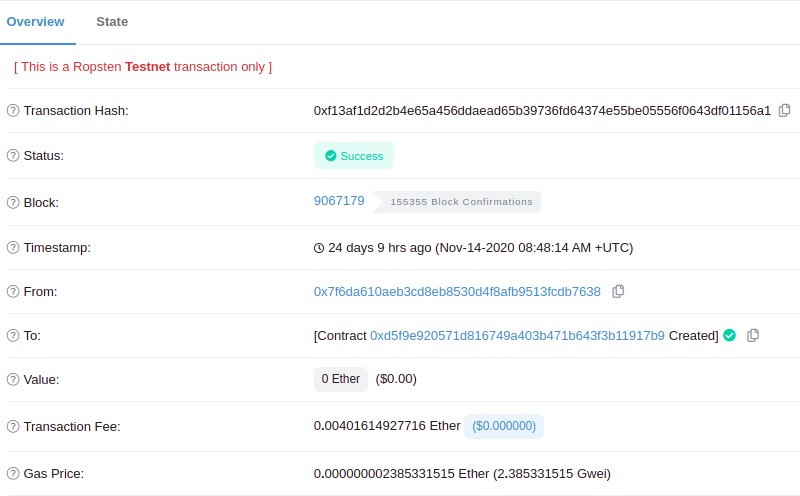 Overview State
[ This is a Ropsten Testnet transaction only ]
Transaction Hash: 0xf13af1d2d2b4e65a456ddaead65b39736fd64374e55be05556f0643df01156a1
Status: Success
Block: 9067179 155355 Block Confirmations
Timestamp: 24 days 9 hrs ago (Nov-14-2020 08:48:14 AM +UTC)
From: 0x7f6da610aeb3cd8eb8530d4f8afb9513fcdb7638
To: [Contract 0xd5f9e920571d816749a403b471b643f3b11917b9 Created]
Value: 0 Ether ($0.00)
Transaction Fee: 0.00401614927716 Ether ($0.000000)
Gas Price: 0.000000002385331515 Ether (2.385331515 Gwei)